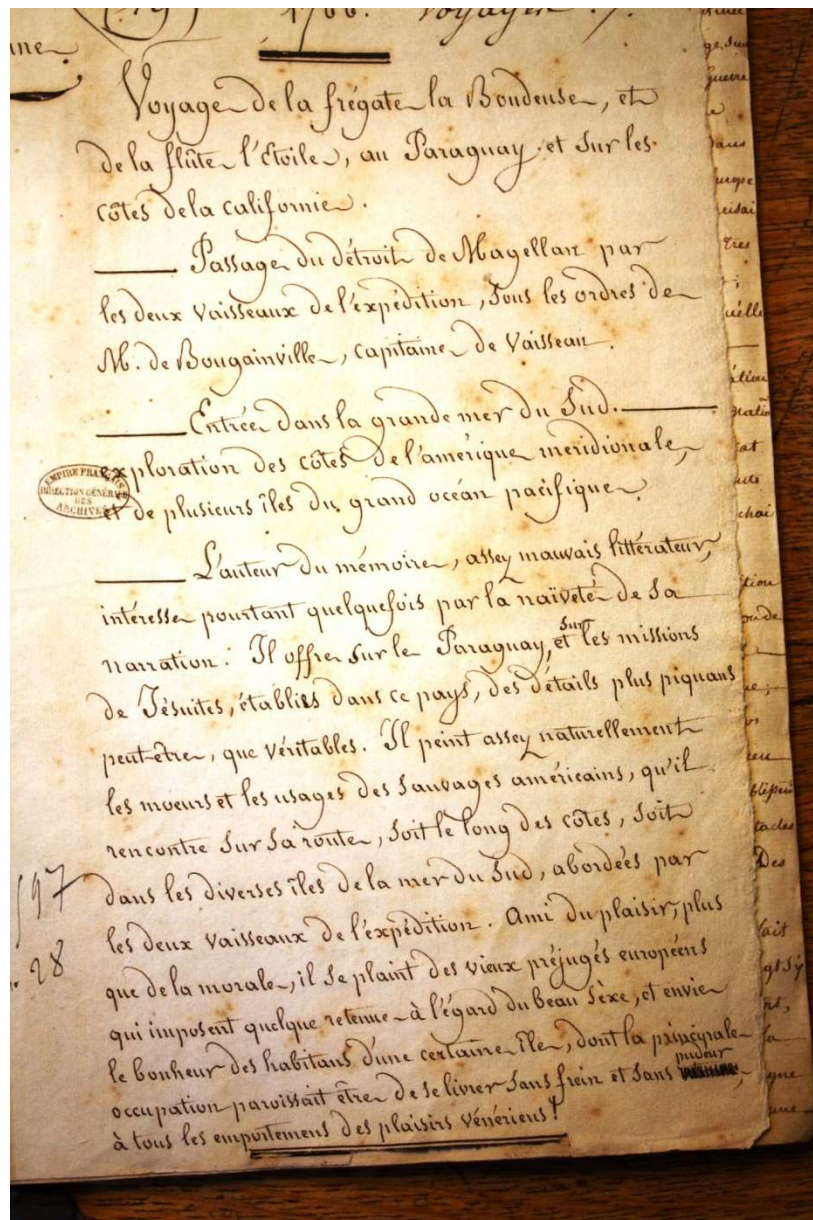 1766. Voyages
Voyage de la frégate la Boudeuse, et
de la flûte l'Etoile, au Paraguay et sur les
côtes de la californie.
Passage du détroit de Magellan par
les deux vaisseaux de l'expédition, sous les ordres de
M. de Bougainville, capitaine de vaisseau.
Entrée dans la grande mer du Sud.
exploration des côtes de l'amérique meridionale,
et de plusieurs îles du grand océan pacifique.
EMPIRE FRANÇAIS
DIRECTION GÉNÉRALE
DES
ARCHIVES
L'auteur du mémoire, assez mauvais littérateur,
intéresse pourtant quelquefois par la naïveté de sa
narration. Il offre sur le Paraguay, et sur les missions
de Jésuites, établies dans ce pays, des détails plus piquans
peut-être, que véritables. Il peint assez naturellement
les moeurs et les usages des sauvages américains, qu'il
rencontre sur sa route, soit le long des côtes, soit
dans les diverses îles de la mer du Sud, abordées par
les deux vaisseaux de l'expédition. Ami du plaisir, plus
que de la morale, il se plaint des vieux préjugés européens
qui imposent quelque retenue à l'égard du beau sèxe, et envie
le bonheur des habitans d'une certaine île, dont la principale
occupation paroissait être de se livrer sans frein et sans pudeur,
à tous les emportemens des plaisirs vénériens!
28